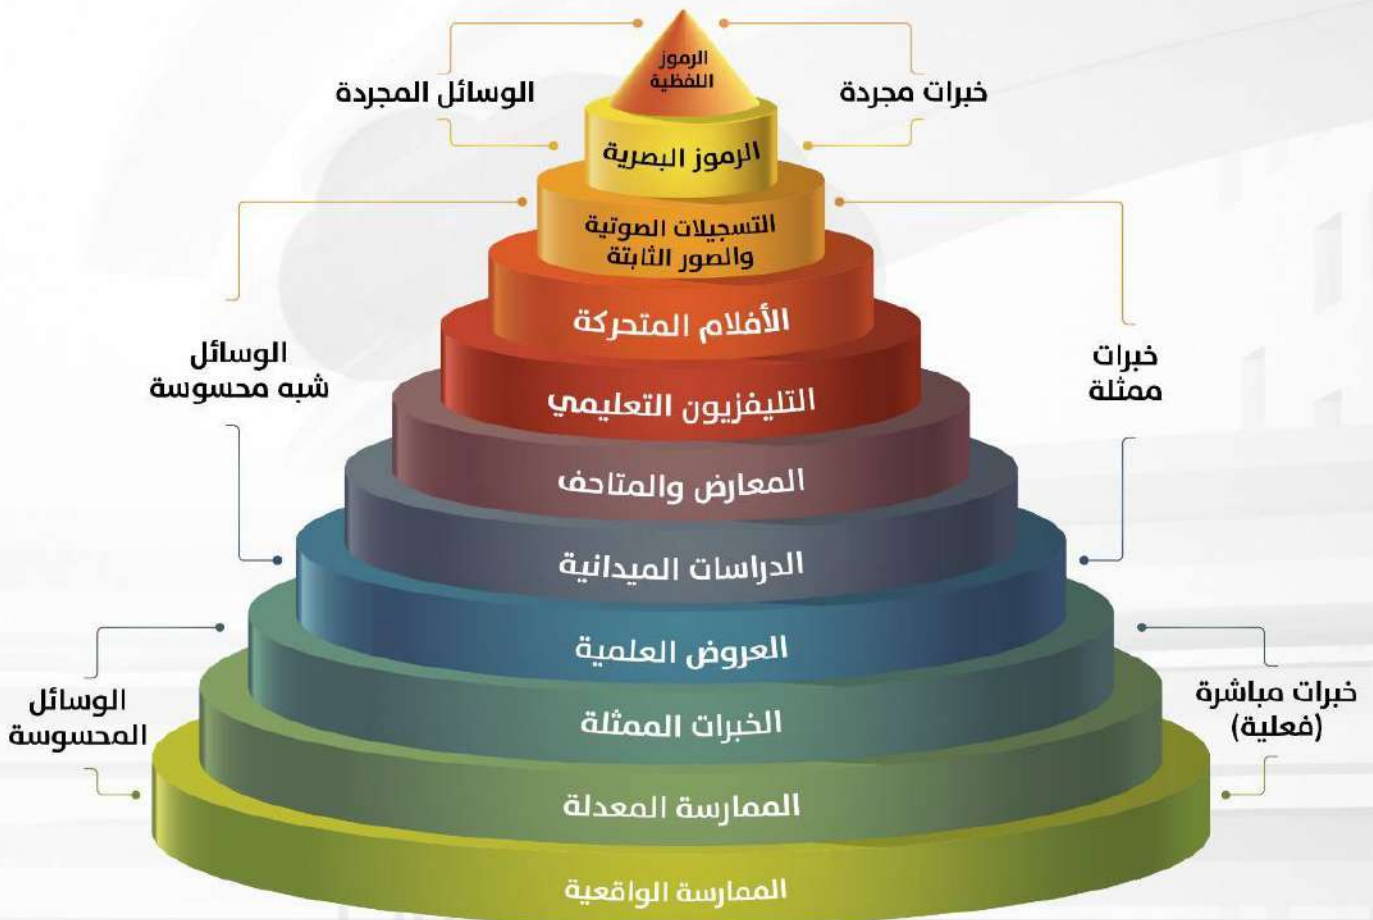 الرموز
اللفظية
خبرات مجردة
الوسائل المجردة
الرموز البصرية
التسجيلات الصوتية
والصور الثابتة
الأفلام المتحركة
خبرات
ممثلة
الوسائل
شبه محسوسة
التليفزيون التعليمي
المعارض والمتاحف
الدراسات الميدانية
العروض العلمية
خبرات مباشرة
(فعلية)
الوسائل
المحسوسة
الخبرات الممثلة
الممارسة المعدلة
الممارسة الواقعية